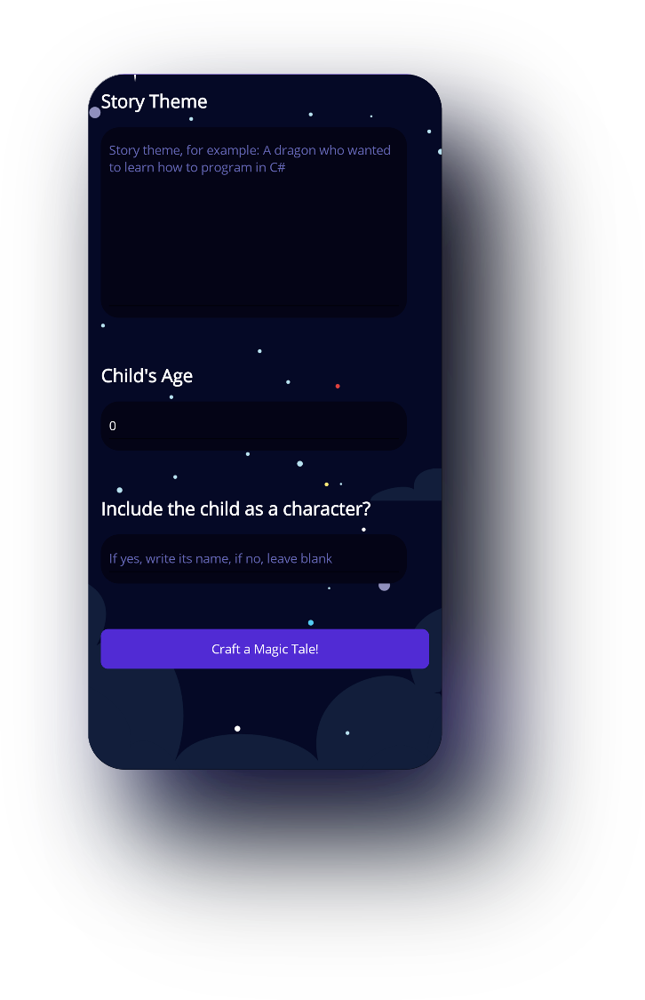 Story Theme
Story theme, for example: A dragon who wanted
to learn how to program in C#
Child's Age
0
Include the child as a character?
If yes, write its name, if no, leave blank
Craft a Magic Tale!